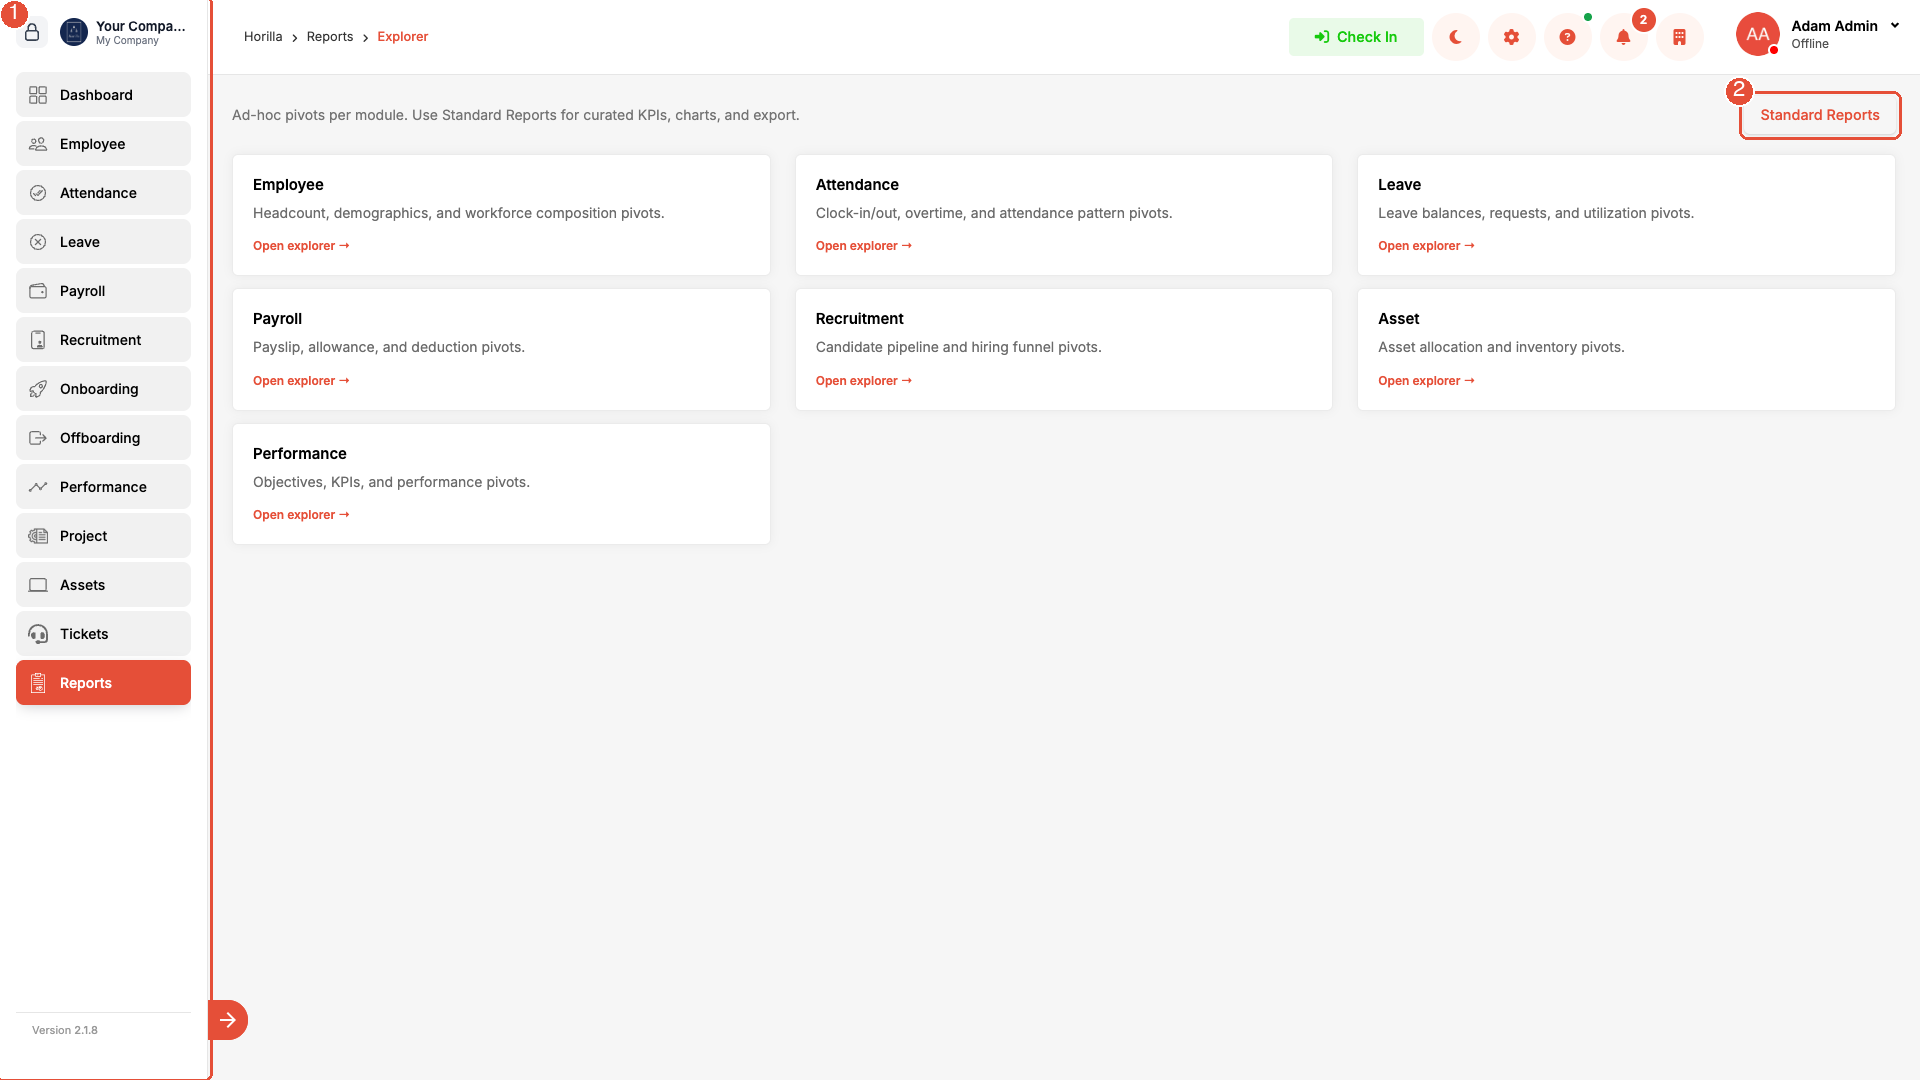 1
Your Compa...
My Company
Dashboard
Employee
Attendance
Leave
Payroll
Recruitment
Onboarding
Offboarding
Performance
Project
Assets
Tickets
Reports
Version 2.1.8
Horilla > Reports > Explorer
Check In
?
2
AA
Adam Admin
Offline
Ad-hoc pivots per module. Use Standard Reports for curated KPIs, charts, and export.
2
Standard Reports
Employee
Headcount, demographics, and workforce composition pivots.
Open explorer →
Attendance
Clock-in/out, overtime, and attendance pattern pivots.
Open explorer →
Leave
Leave balances, requests, and utilization pivots.
Open explorer →
Payroll
Payslip, allowance, and deduction pivots.
Open explorer →
Recruitment
Candidate pipeline and hiring funnel pivots.
Open explorer →
Asset
Asset allocation and inventory pivots.
Open explorer →
Performance
Objectives, KPIs, and performance pivots.
Open explorer →